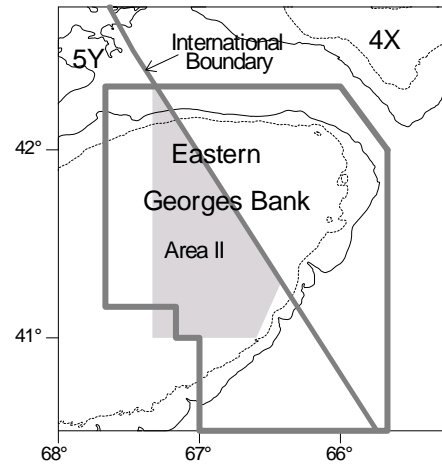 5Y
International
Boundary
4X
42°
Eastern
Georges Bank
Area II
41°
68°
67°
66°